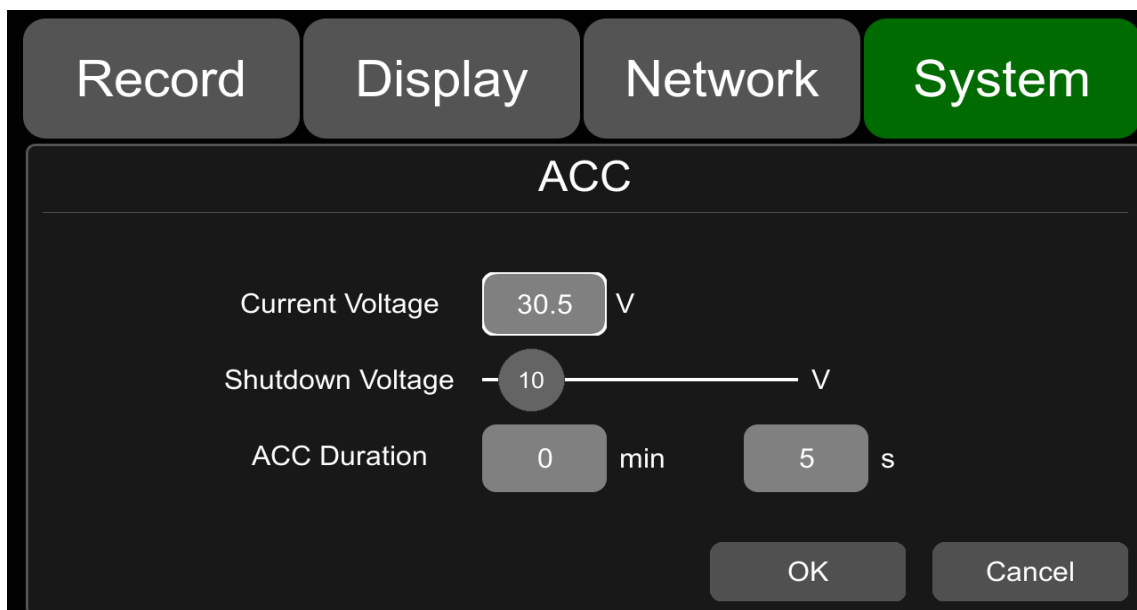 Record Display Network System
ACC
Current Voltage 30.5 V
Shutdown Voltage 10 V
ACC Duration 0 min 5 s
OK Cancel